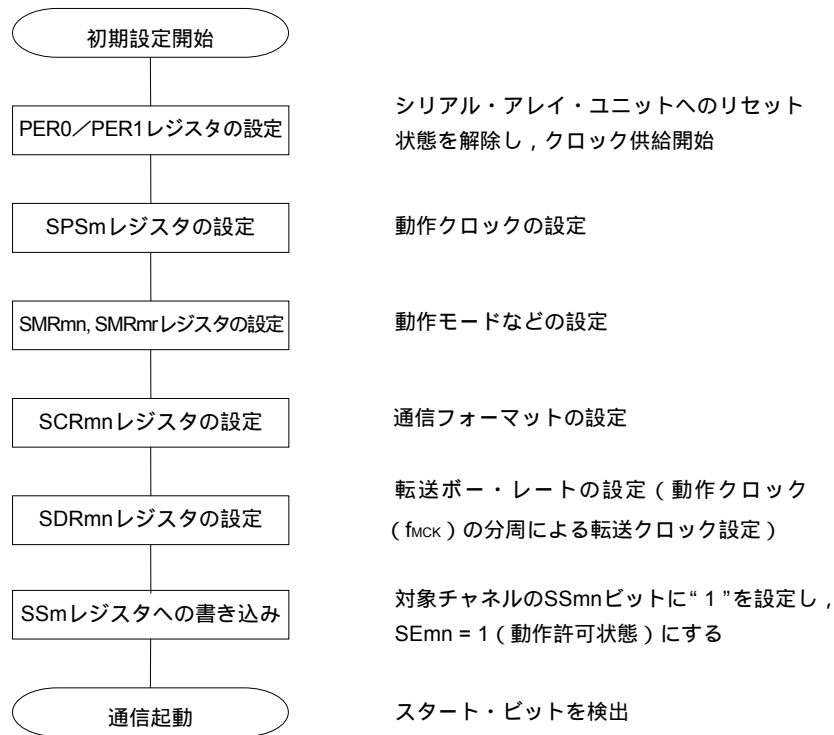 初期設定開始
PER0／PER1レジスタの設定
シリアル・アレイ・ユニットへのリセット
状態を解除し，クロック供給開始
SPSmレジスタの設定
動作クロックの設定
SMRmn, SMRmrレジスタの設定
動作モードなどの設定
SCRmnレジスタの設定
通信フォーマットの設定
SDRmnレジスタの設定
転送ボー・レートの設定（動作クロック
（fMCK）の分周による転送クロック設定）
SSmレジスタへの書き込み
対象チャネルのSSmnビットに“1”を設定し，
SEmn = 1（動作許可状態）にする
通信起動
スタート・ビットを検出